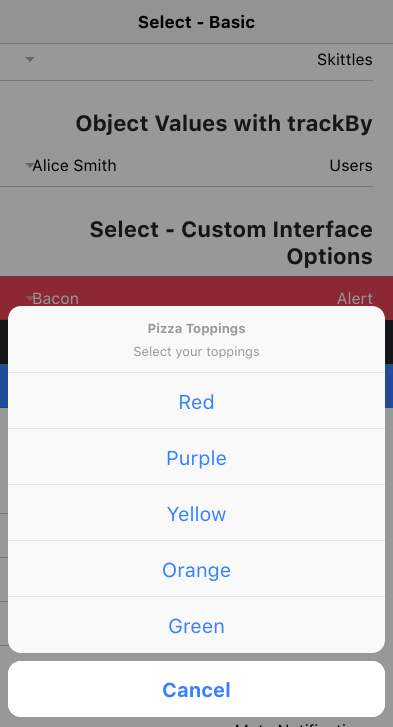 Select - Basic
Skittles
Object Values with trackBy
Alice Smith Users
Select - Custom Interface
Options
Bacon Alert
Pizza Toppings
Select your toppings
Red
Purple
Yellow
Orange
Green
Cancel